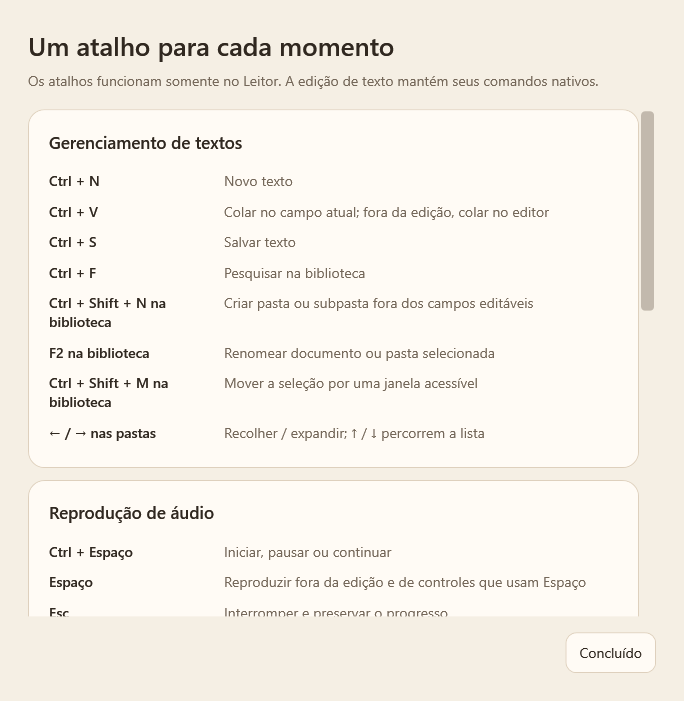 Um atalho para cada momento
Os atalhos funcionam somente no Leitor. A edição de texto mantém seus comandos nativos.
Gerenciamento de textos
Ctrl + N Novo texto
Ctrl + V Colar no campo atual; fora da edição, colar no editor
Ctrl + S Salvar texto
Ctrl + F Pesquisar na biblioteca
Ctrl + Shift + N na Criar pasta ou subpasta fora dos campos editáveis
biblioteca
F2 na biblioteca Renomear documento ou pasta selecionada
Ctrl + Shift + M na Mover a seleção por uma janela acessível
biblioteca
← / → nas pastas Recolher / expandir; ↑ / ↓ percorrem a lista
Reprodução de áudio
Ctrl + Espaço Iniciar, pausar ou continuar
Espaço Reproduzir fora da edição e de controles que usam Espaço
Esc Interromper e preservar o progresso
Concluído